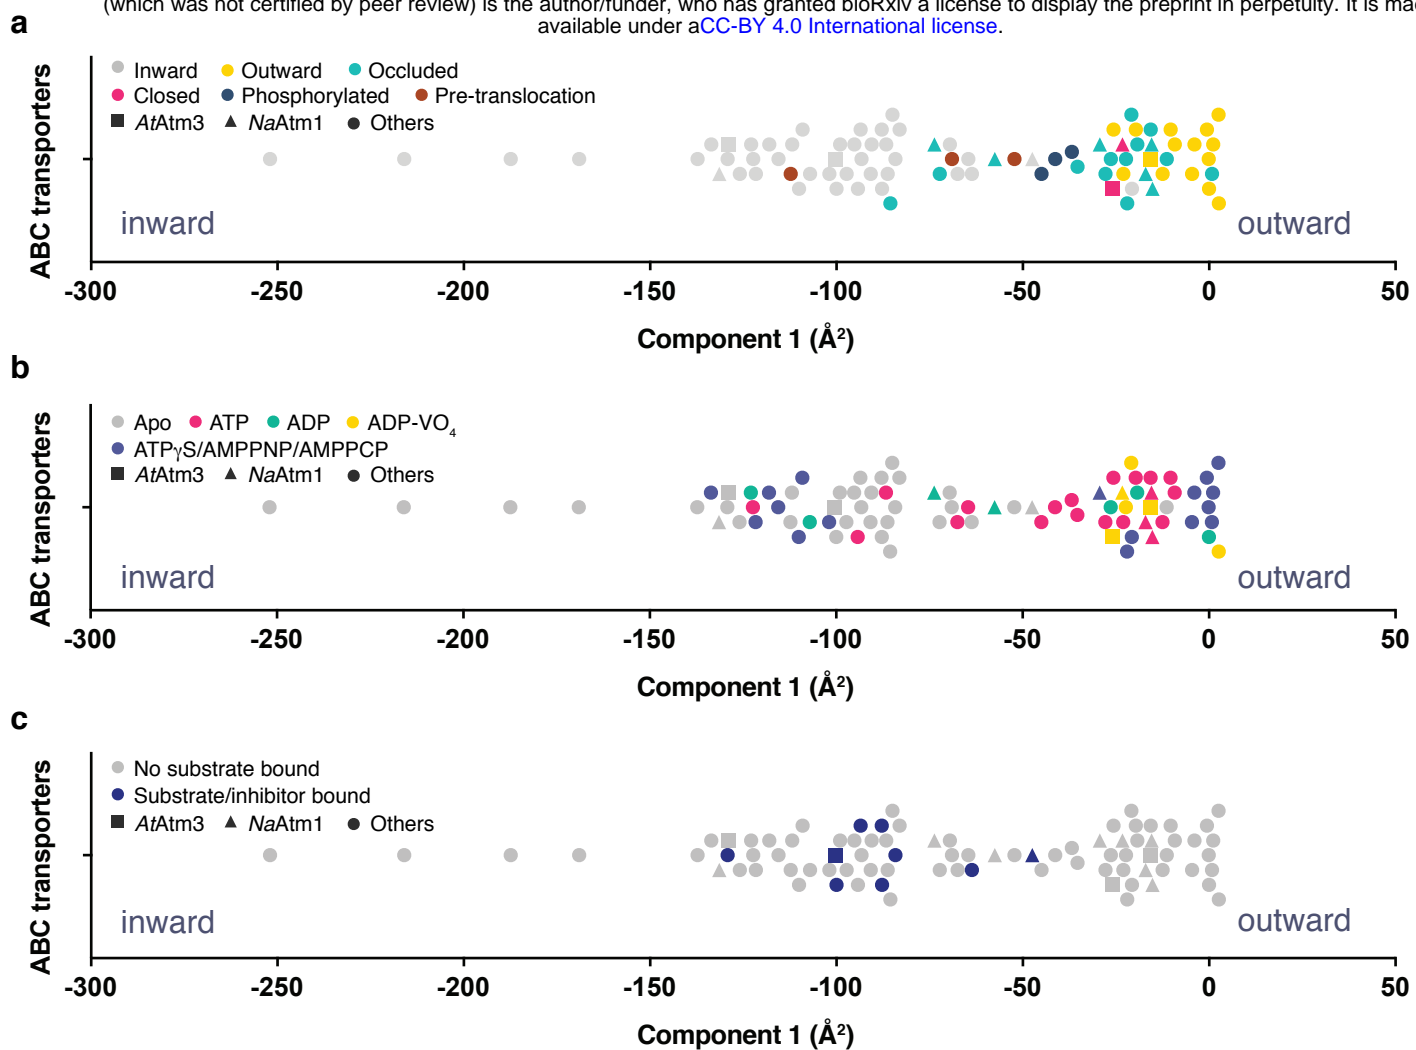 (which was not certified by peer review) is the author/funder, who has granted bioRxiv a license to display the preprint in perpetuity. It is
available under aCC-BY 4.0 International license.
a
ABC transporters
Inward Outward Occluded
Closed Phosphorylated Pre-translocation
AtAtm3 NaAtm1 Others
inward outward
-300 -250 -200 -150 -100 -50 0 50
Component 1 (Å²)
b
ABC transporters
Apo ATP ADP ADP-VO₄
ATPγS/AMPPNP/AMPPCP
AtAtm3 NaAtm1 Others
inward outward
-300 -250 -200 -150 -100 -50 0 50
Component 1 (Å²)
c
ABC transporters
No substrate bound
Substrate/inhibitor bound
AtAtm3 NaAtm1 Others
inward outward
-300 -250 -200 -150 -100 -50 0 50
Component 1 (Å²)